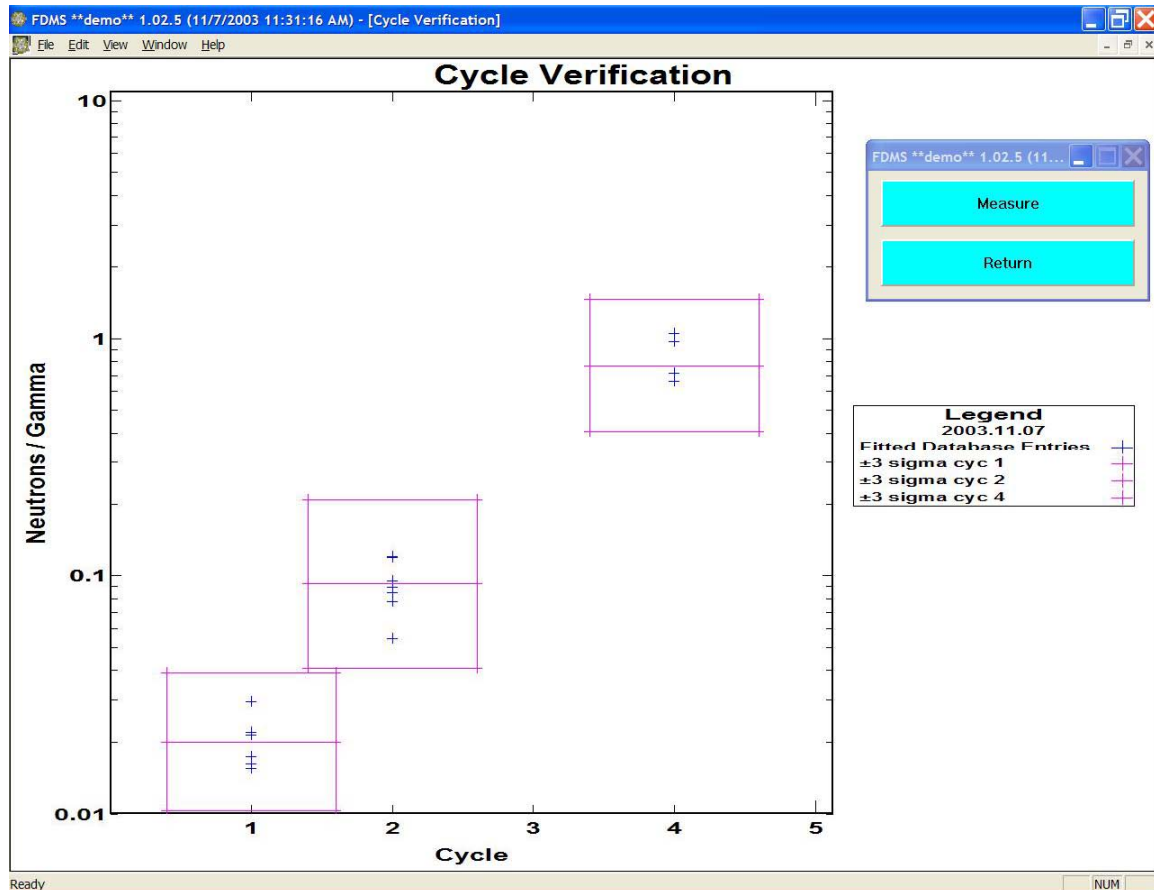 FDMS **demo** 1.02.5 (11/7/2003 11:31:16 AM) - [Cycle Verification]
File Edit View Window Help
Cycle Verification
10
1
0.1
0.01
Neutrons / Gamma
1 2 3 4 5
Cycle
FDMS **demo** 1.02.5 (11...
Measure
Return
Legend
2003.11.07
Fitted Database Entries
±3 sigma cyc 1
±3 sigma cyc 2
±3 sigma cyc 4
Ready
NUM